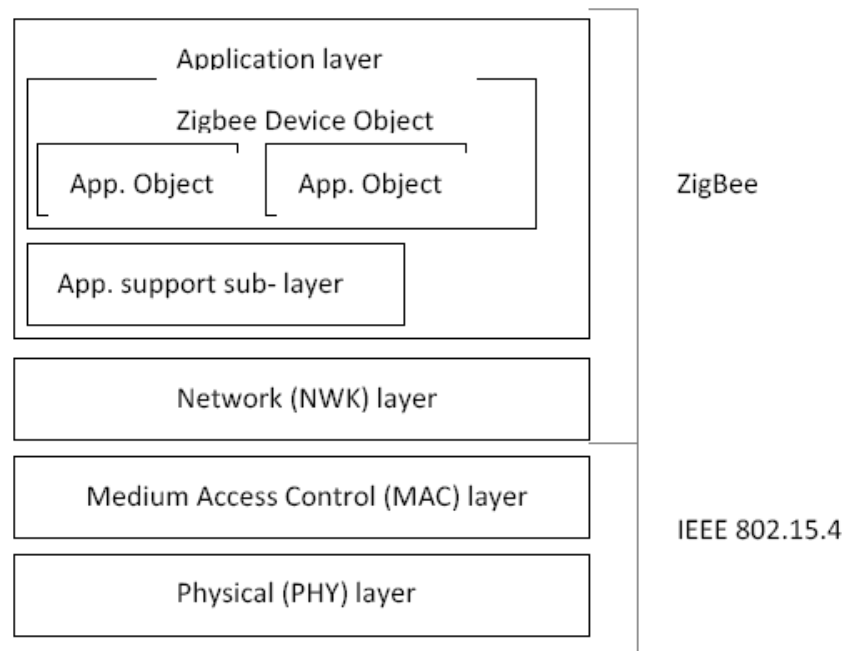 Application layer
Zigbee Device Object
App. Object
App. Object
ZigBee
App. support sub- layer
Network (NWK) layer
Medium Access Control (MAC) layer
IEEE 802.15.4
Physical (PHY) layer